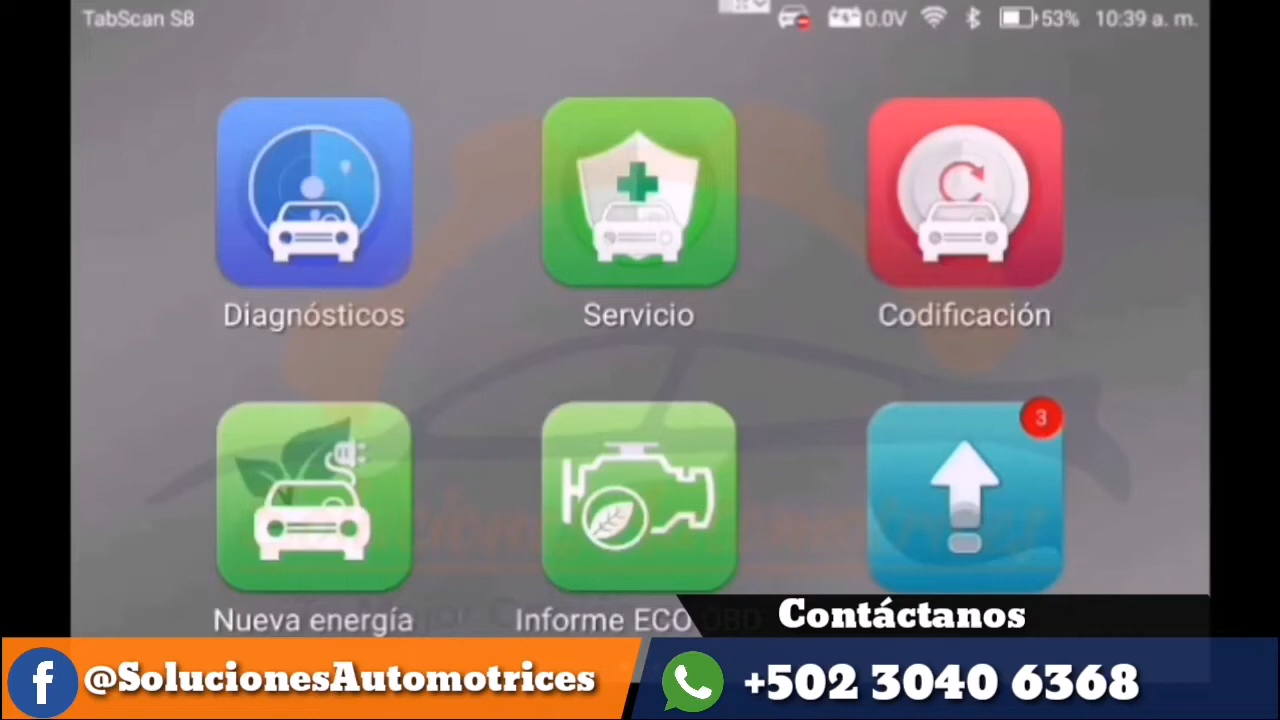 TabScan S8
0.0V
53%
10:39 a. m.
Diagnósticos
Servicio
Codificación
3
Nueva energía
Informe ECO OBD
Contáctanos
@SolucionesAutomotrices
+502 3040 6368